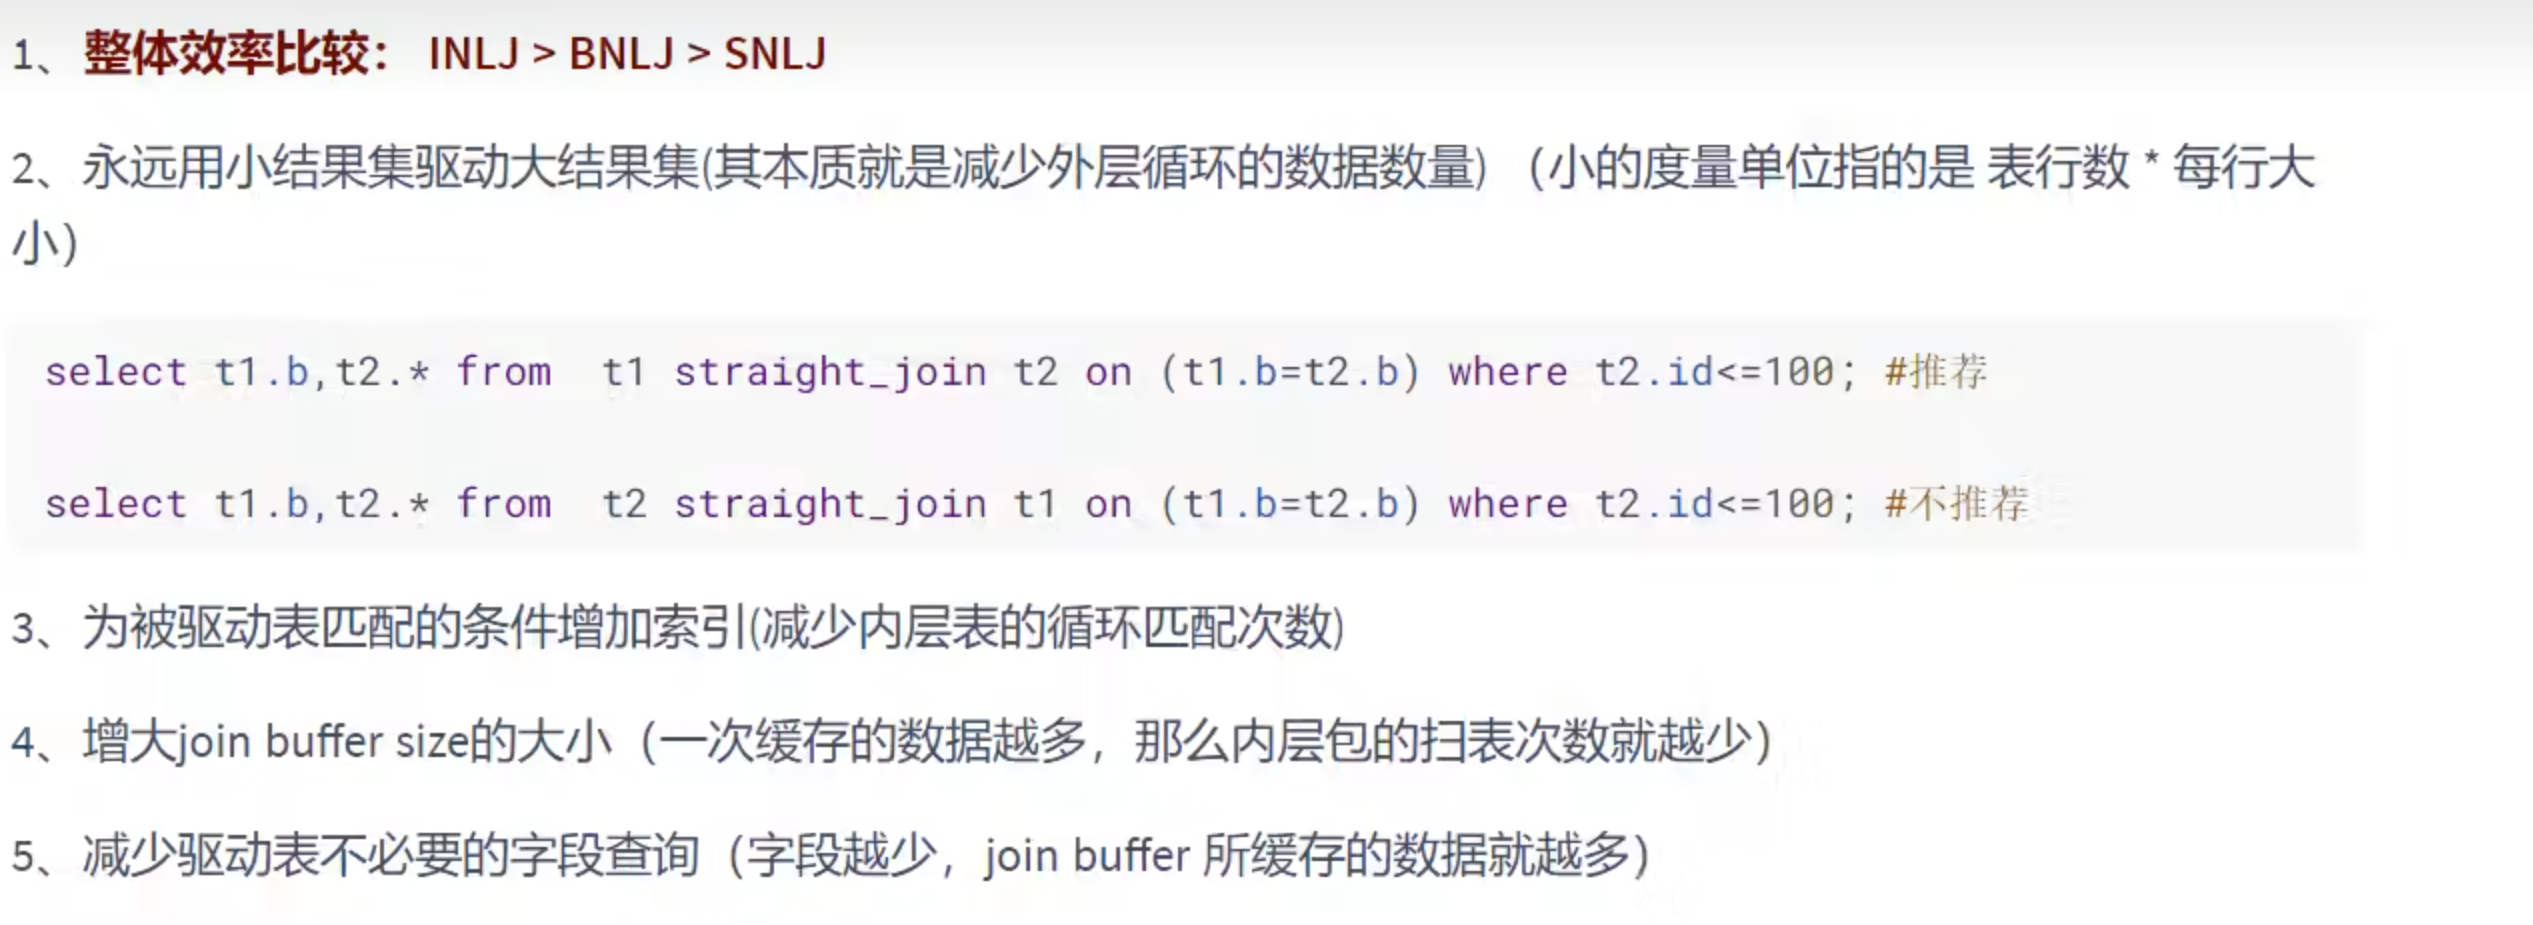 1、整体效率比较： INLJ > BNLJ > SNLJ
2、永远用小结果集驱动大结果集(其本质就是减少外层循环的数据数量) （小的度量单位指的是 表行数 * 每行大
小）
select t1.b,t2.* from  t1 straight_join t2 on (t1.b=t2.b) where t2.id<=100; #推荐
select t1.b,t2.* from  t2 straight_join t1 on (t1.b=t2.b) where t2.id<=100; #不推荐
3、为被驱动表匹配的条件增加索引(减少内层表的循环匹配次数)
4、增大join buffer size的大小（一次缓存的数据越多，那么内层包的扫表次数就越少）
5、减少驱动表不必要的字段查询（字段越少，join buffer 所缓存的数据就越多）